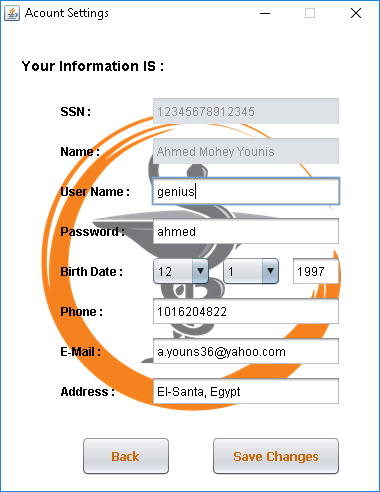 Acount Settings
Your Information IS :
SSN : 12345678912345
Name : Ahmed Mohey Younis
User Name : genius
Password : ahmed
Birth Date : 12 1 1997
Phone : 1016204822
E-Mail : a.youns36@yahoo.com
Address : El-Santa, Egypt
Back Save Changes